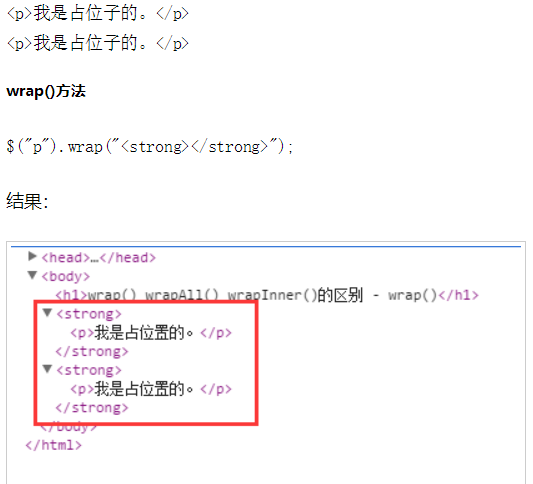 <p>我是占位子的。</p>
<p>我是占位子的。</p>
wrap()方法
$("p").wrap("<strong></strong>");
结果:
<head>…</head>
<body>
<h1>wrap() wrapAll() wrapInner()的区别 - wrap()</h1>
<strong>
<p>我是占位置的。</p>
</strong>
<strong>
<p>我是占位置的。</p>
</strong>
</body>
</html>